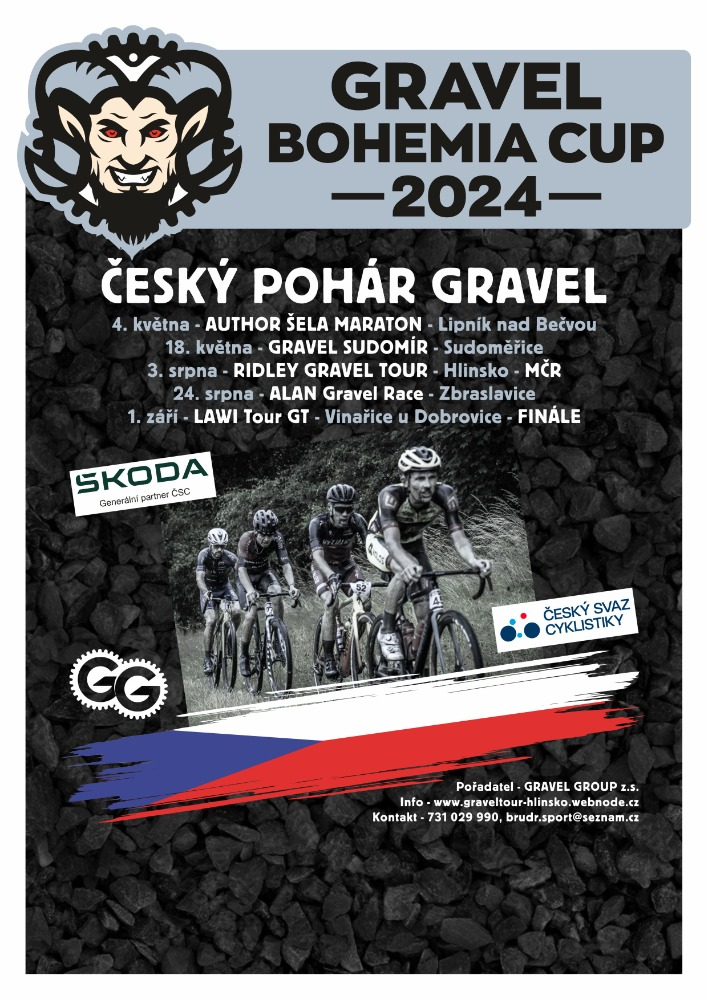 GRAVEL
BOHEMIA CUP
—2024—
ČESKÝ POHÁR GRAVEL
4. května - AUTHOR ŠELA MARATON - Lipník nad Bečvou
18. května - GRAVEL SUDOMÍR - Sudoměřice
3. srpna - RIDLEY GRAVEL TOUR - Hlinsko - MČR
24. srpna - ALAN Gravel Race - Zbraslavice
1. září - LAWI Tour GT - Vinařice u Dobrovice - FINÁLE
ŠKODA
Generální partner ČSC
52
ČESKÝ SVAZ
CYKLISTIKY
GG
Pořadatel - GRAVEL GROUP z.s.
Info - www.graveltour-hlinsko.webnode.cz
Kontakt - 731 029 990, brudr.sport@seznam.cz